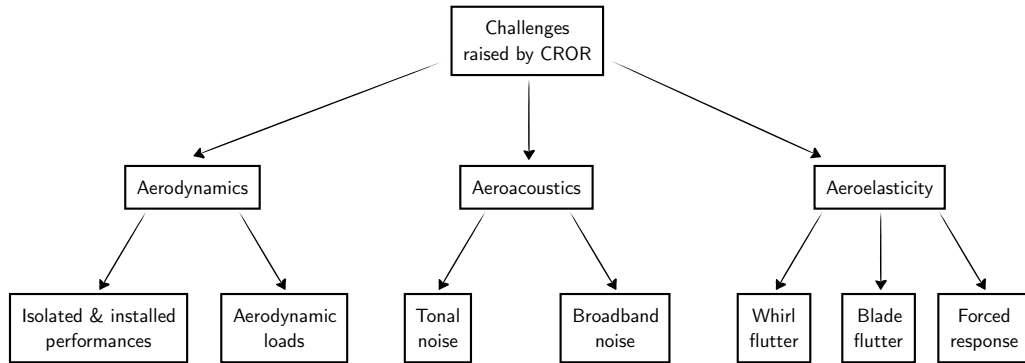 Challenges
raised by CROR
Aerodynamics
Aeroacoustics
Aeroelasticity
Isolated & installed
performances
Aerodynamic
loads
Tonal
noise
Broadband
noise
Whirl
flutter
Blade
flutter
Forced
response